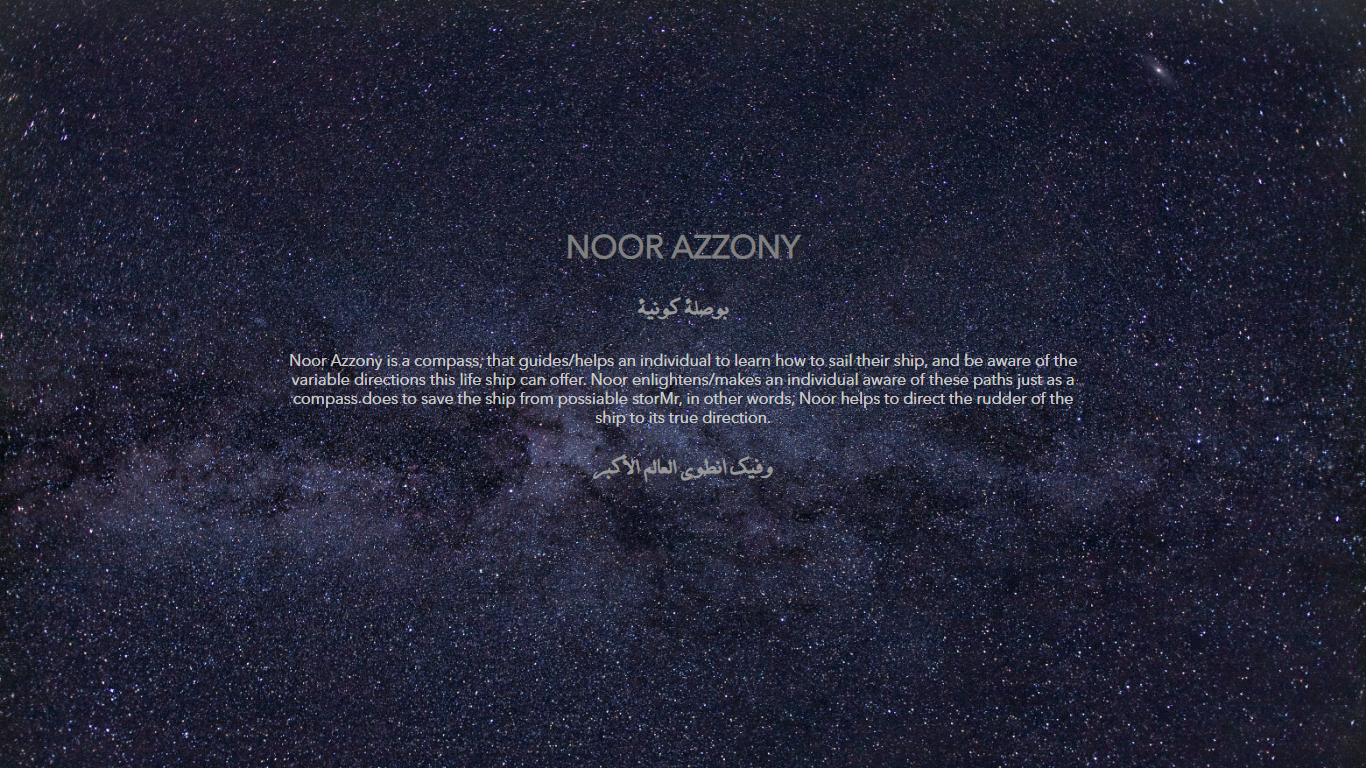 NOOR AZZONY
بوصلة كونية
Noor Azzony is a compass, that guides/helps an individual to learn how to sail their ship, and be aware of the
variable directions this life ship can offer. Noor enlightens/makes an individual aware of these paths just as a
compass does to save the ship from possiable storMr, in other words; Noor helps to direct the rudder of the
ship to its true direction.
وفيك انطوى العالم الأكبر